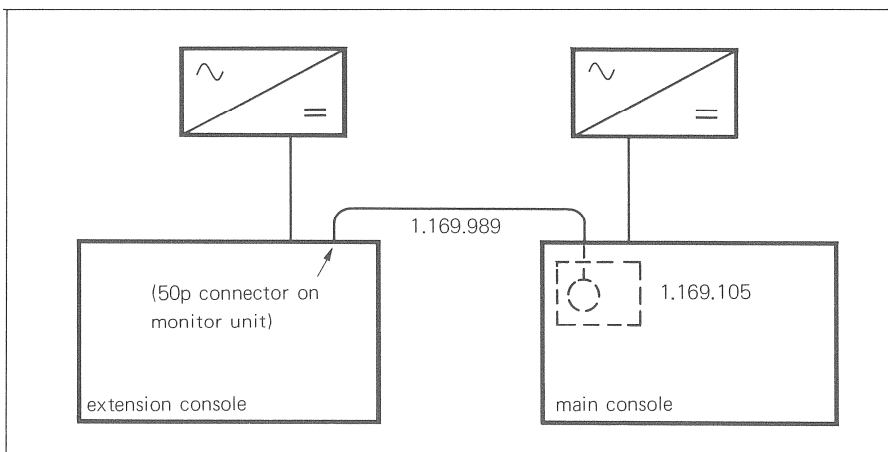 1.169.989
(50p connector on
monitor unit)
1.169.105
extension console
main console